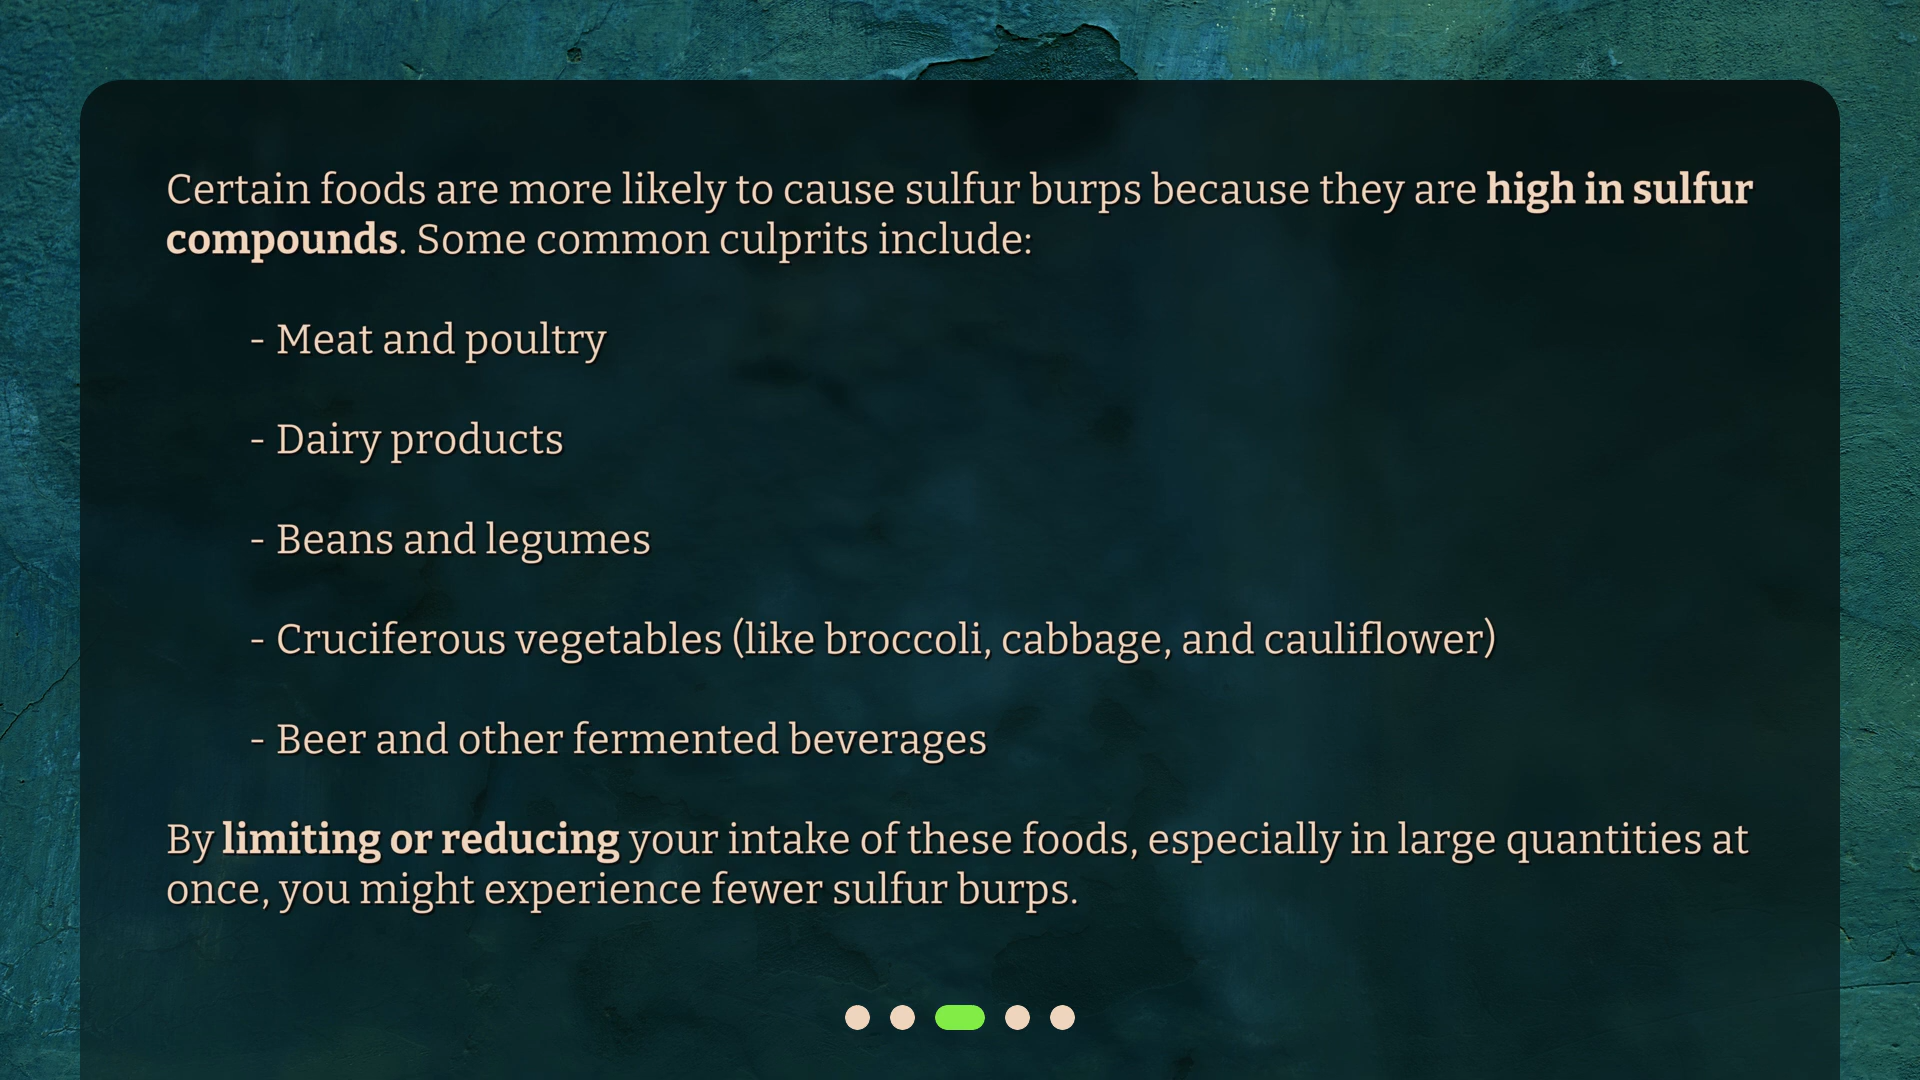 Certain foods are more likely to cause sulfur burps because they are high in sulfur
compounds. Some common culprits include:
- Meat and poultry
- Dairy products
- Beans and legumes
- Cruciferous vegetables (like broccoli, cabbage, and cauliflower)
- Beer and other fermented beverages
By limiting or reducing your intake of these foods, especially in large quantities at
once, you might experience fewer sulfur burps.